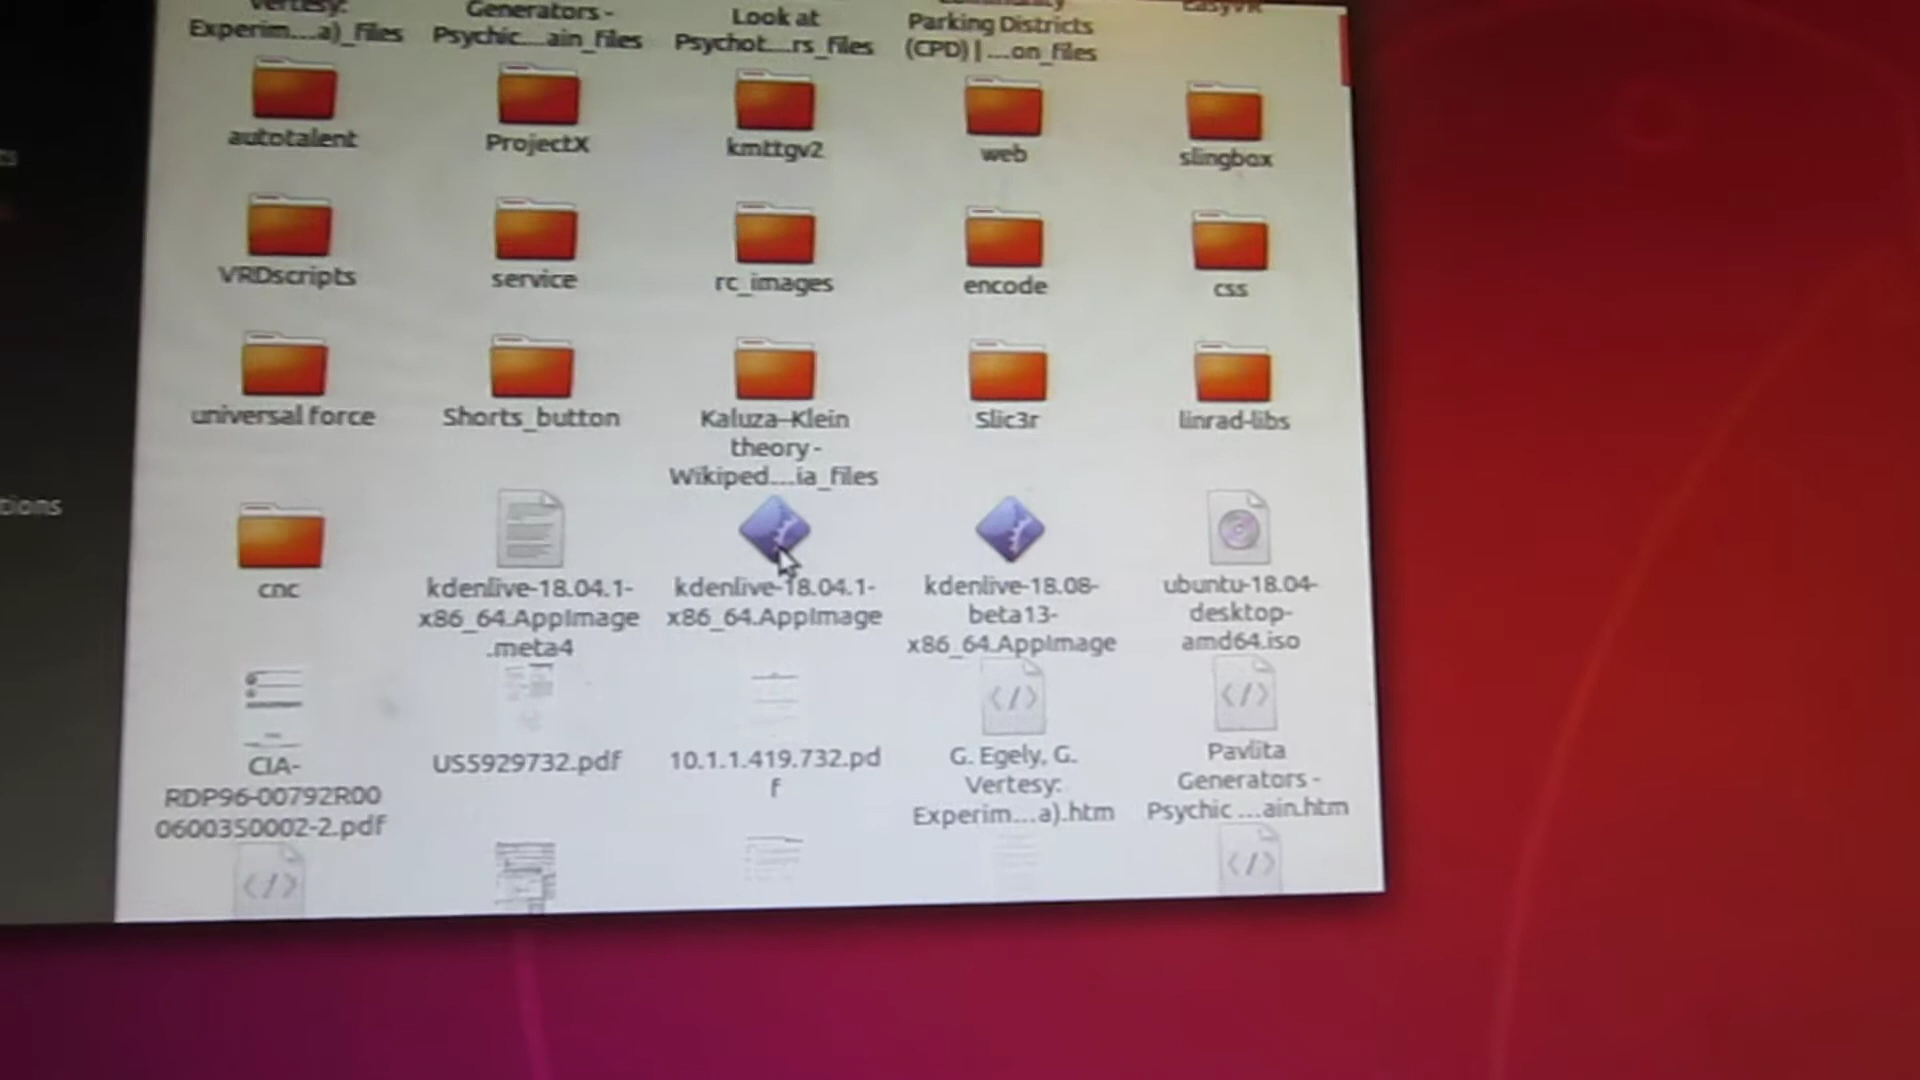 Vertesy: Generators - Look at Community EasyVR
Experim...a)_files Psychic...ain_files Psychot...rs_files Parking Districts
(CPD) | ...on_files
autotalent ProjectX kmttgv2 web slingbox
VRDscripts service rc_images encode css
universal force Shorts_button Kaluza–Klein Slic3r linrad-libs
theory -
Wikiped...ia_files
tions
cnc kdenlive-18.04.1- kdenlive-18.04.1- kdenlive-18.08- ubuntu-18.04-
x86_64.AppImage x86_64.AppImage beta13- desktop-
.meta4 x86_64.AppImage amd64.iso
CIA- US5929732.pdf 10.1.1.419.732.pd G. Egely, G. Pavlita
RDP96-00792R00 f Vertesy: Generators -
0600350002-2.pdf Experim...a).htm Psychic ...ain.htm